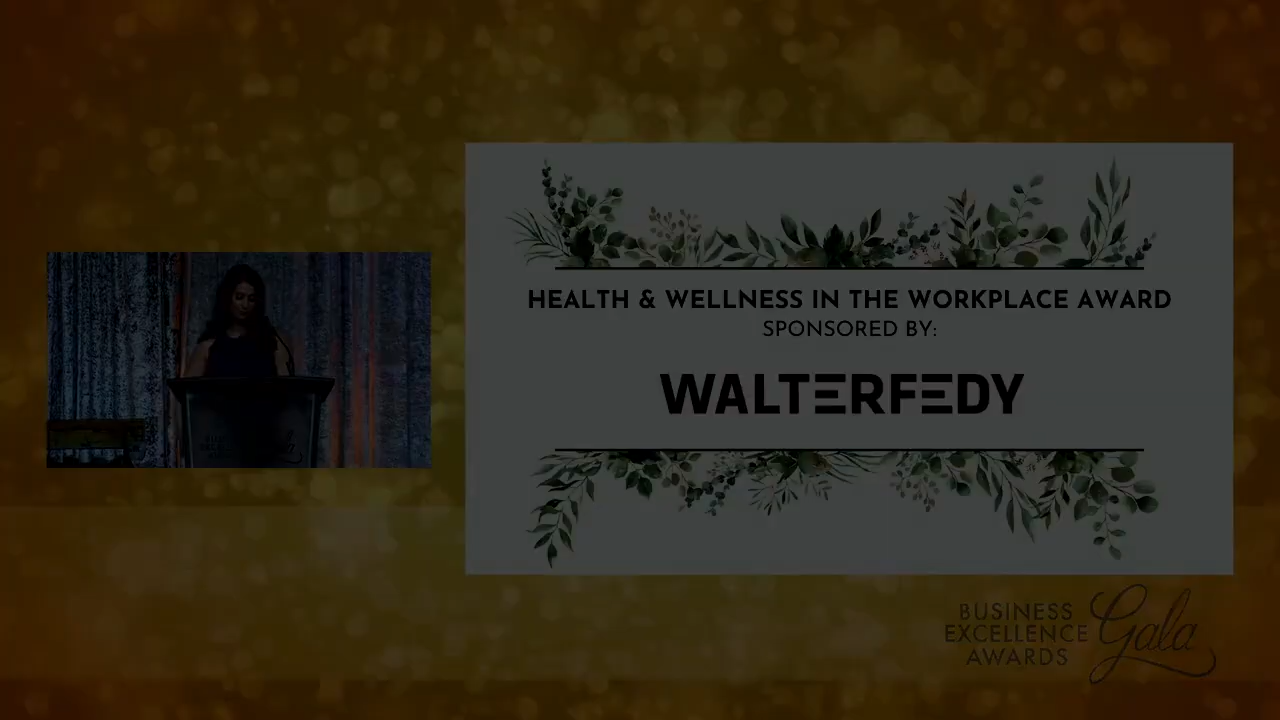 HEALTH & WELLNESS IN THE WORKPLACE AWARD
SPONSORED BY:
WALTERFEDY
BUSINESS
EXCELLENCE
AWARDS
Gala